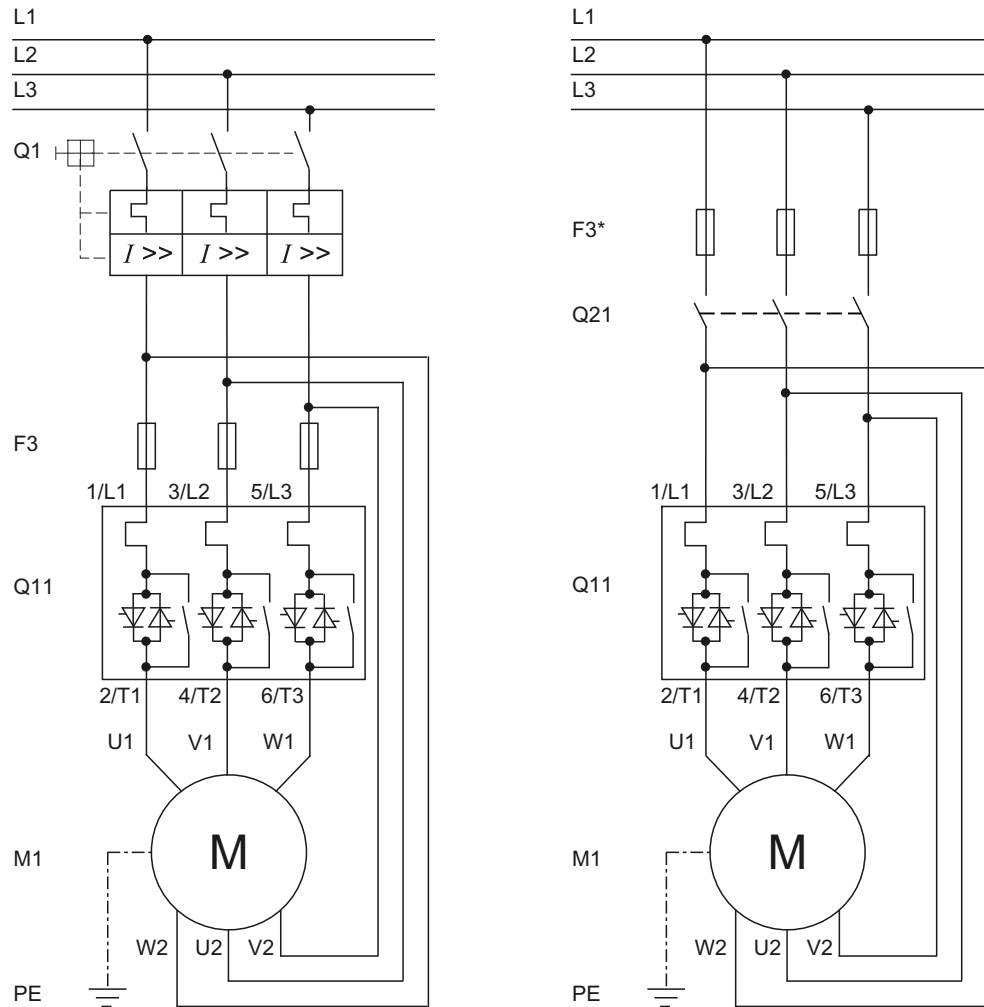 L1
L2
L3
Q1
I >> I >> I >>
F3
1/L1 3/L2 5/L3
Q11
2/T1 4/T2 6/T3
U1 V1 W1
M
M1
W2 U2 V2
PE
L1
L2
L3
F3*
Q21
1/L1 3/L2 5/L3
Q11
2/T1 4/T2 6/T3
U1 V1 W1
M
M1
W2 U2 V2
PE